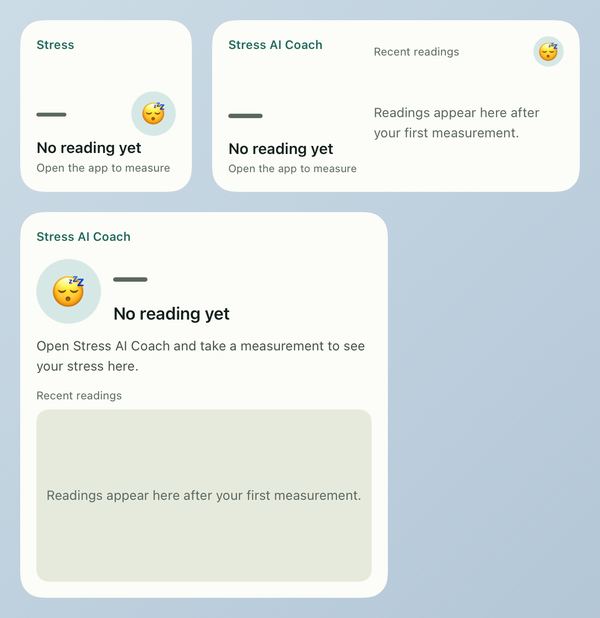 Stress
—
No reading yet
Open the app to measure
Stress AI Coach
—
No reading yet
Open the app to measure
Recent readings
Readings appear here after
your first measurement.
Stress AI Coach
—
No reading yet
Open Stress AI Coach and take a measurement to see
your stress here.
Recent readings
Readings appear here after your first measurement.